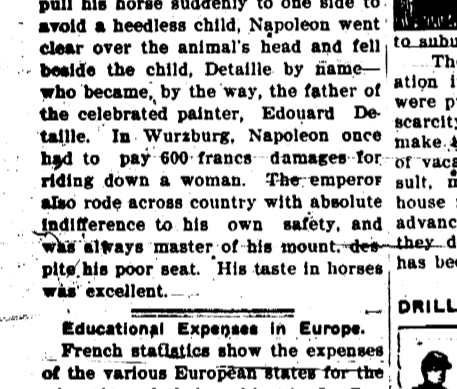 pull his horse suddenly to one side to
avoid a heedless child, Napoleon went
clear over the animal's head and fell
beside the child, Detaille by name—
who became, by the way, the father of
the celebrated painter, Edouard De-
taille. In Wurzburg, Napoleon once
had to pay 600 francs damages for
riding down a woman. The emperor
also rode across country with absolute
indifference to his own safety, and
was always master of his mount, des-
pite his poor seat. His taste in horses
was excellent.
Educational Expenses in Europe.
French statistics show the expenses
of the various European states for the
to subu
Th
ation i
were p
scarcit
make
of vaca
sult,
house
advanc
they d
has bee
DRILL